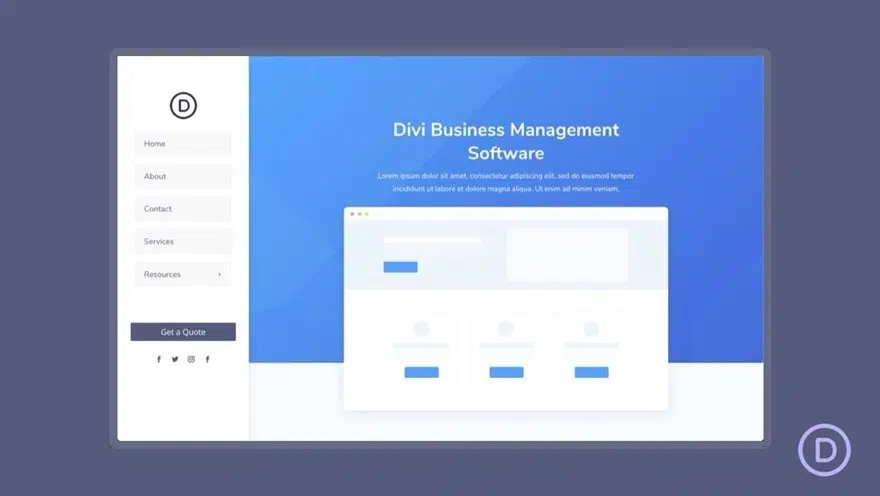 D
Home
About
Contact
Services
Resources
Get a Quote
Divi Business Management
Software
Lorem ipsum dolor sit amet, consectetur adipiscing elit, sed do eiusmod tempor
incididunt ut labore et dolore magna aliqua. Ut enim ad minim veniam,
D